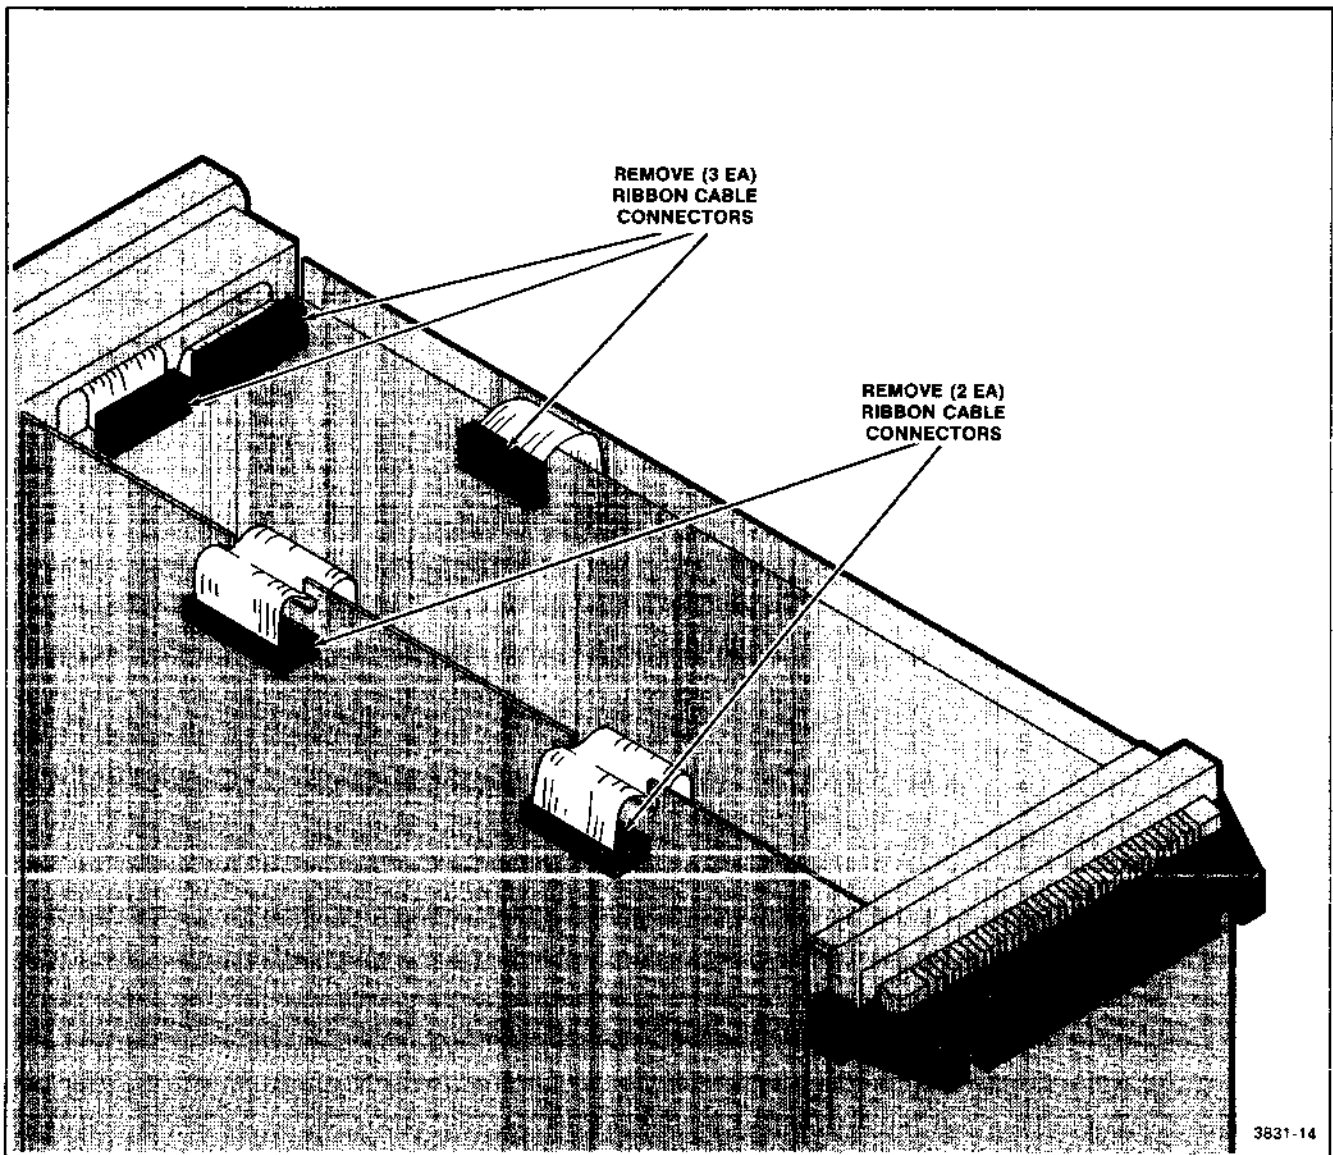 REMOVE (3 EA)
RIBBON CABLE
CONNECTORS
REMOVE (2 EA)
RIBBON CABLE
CONNECTORS
3831-14